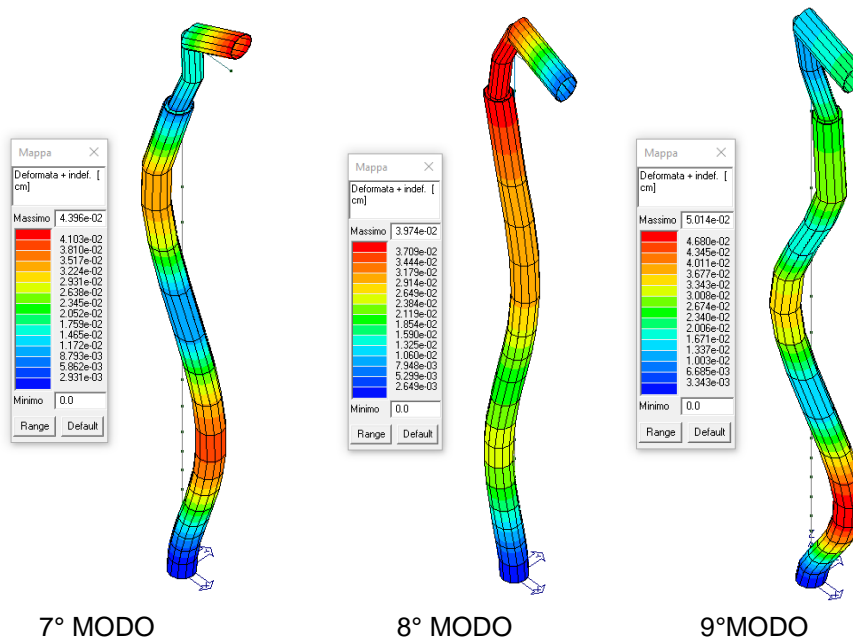 Mappa
Deformata + indef. [
cm]
Massimo 4.396e-02
4.103e-02
3.810e-02
3.517e-02
3.224e-02
2.931e-02
2.638e-02
2.345e-02
2.052e-02
1.759e-02
1.465e-02
1.172e-02
8.793e-03
5.862e-03
2.931e-03
Minimo 0.0
Range Default
7° MODO
Mappa
Deformata + indef. [
cm]
Massimo 3.974e-02
3.709e-02
3.444e-02
3.179e-02
2.914e-02
2.649e-02
2.384e-02
2.119e-02
1.854e-02
1.590e-02
1.325e-02
1.060e-02
7.948e-03
5.299e-03
2.649e-03
Minimo 0.0
Range Default
8° MODO
Mappa
Deformata + indef. [
cm]
Massimo 5.014e-02
4.680e-02
4.345e-02
4.011e-02
3.677e-02
3.343e-02
3.008e-02
2.674e-02
2.340e-02
2.006e-02
1.671e-02
1.337e-02
1.003e-02
6.685e-03
3.343e-03
Minimo 0.0
Range Default
9°MODO